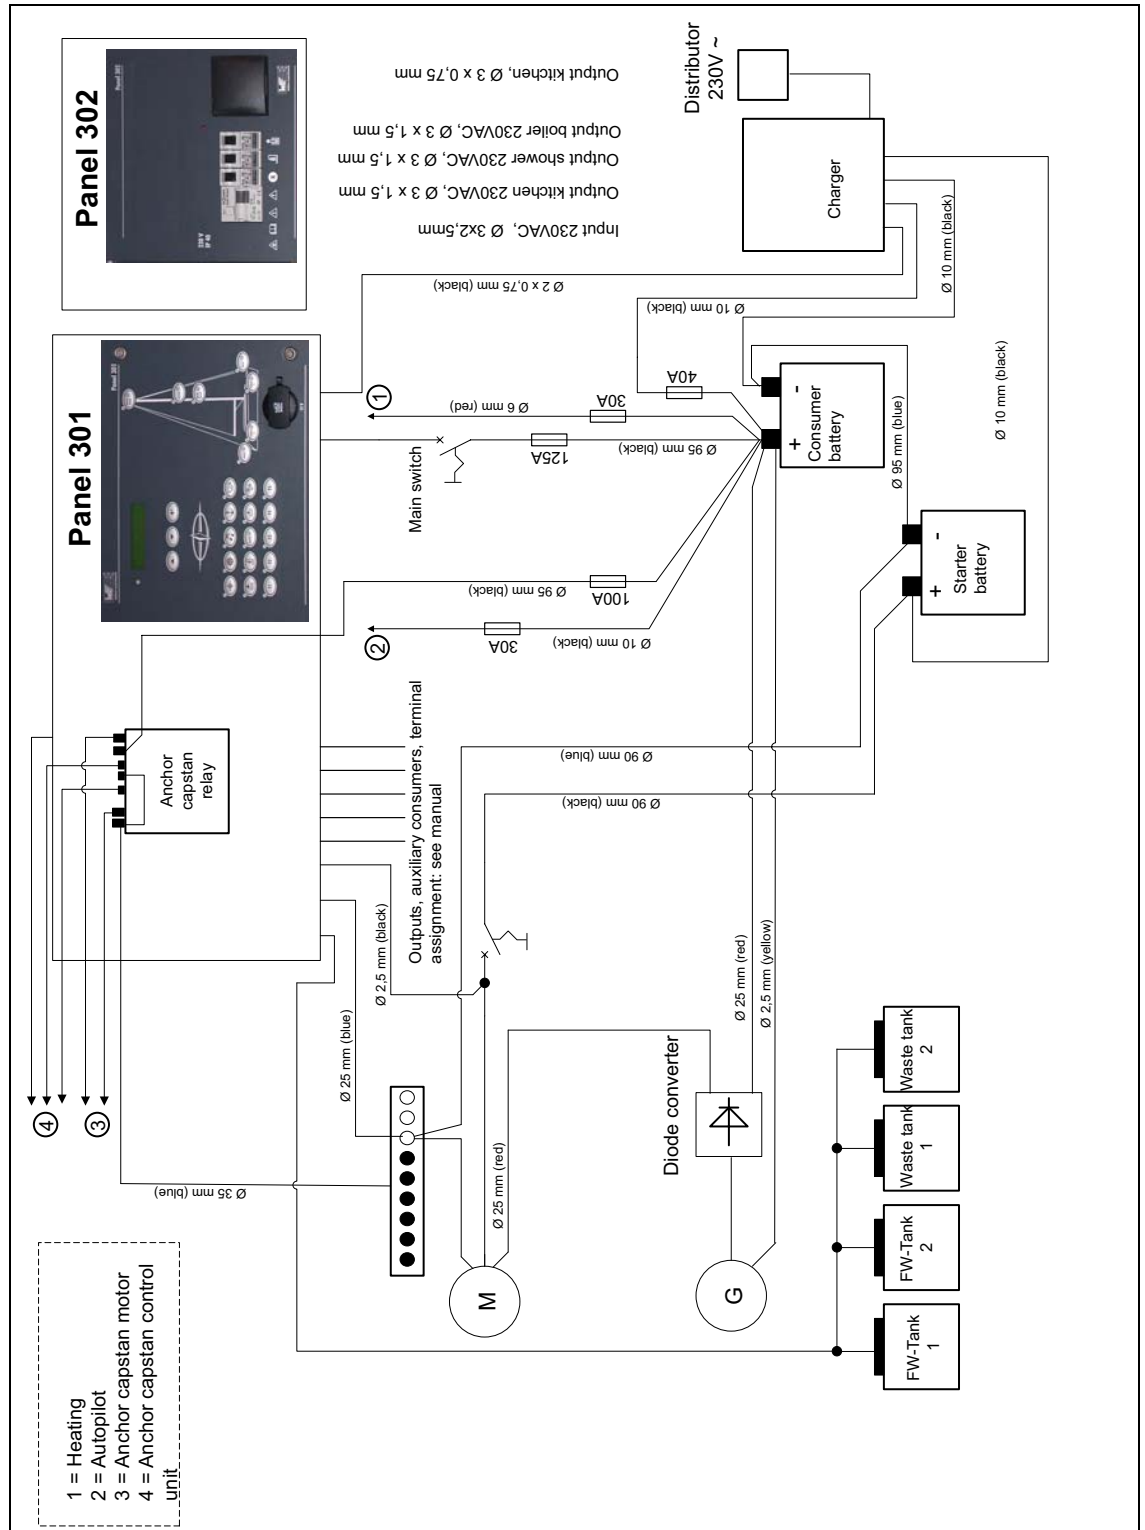 Panel 302
Panel 302
230 V
IP 40
Output kitchen, Ø 3 x 0,75 mm
Output boiler 230VAC, Ø 3 x 1,5 mm
Output shower 230VAC, Ø 3 x 1,5 mm
Output kitchen 230VAC, Ø 3 x 1,5 mm
Input 230VAC, Ø 3x2,5mm
Distributor
230V ~
Charger
Panel 301
Panel 301
Ø 2 x 0,75 mm (black)
Ø 10 mm (black)
Ø 10 mm (black)
Ø 10 mm (black)
1
Ø 6 mm (red)
30A
40A
Main switch
125A
Ø 95 mm (black)
+
-
Consumer
battery
Ø 95 mm (blue)
+
-
Starter
battery
Ø 95 mm (black)
100A
2
30A
Ø 10 mm (black)
Anchor
capstan
relay
Outputs, auxiliary consumers, terminal
assignment: see manual
Ø 90 mm (blue)
Ø 90 mm (black)
Ø 2,5 mm (black)
Ø 25 mm (blue)
Ø 35 mm (blue)
Ø 25 mm (red)
Ø 25 mm (red)
Ø 2,5 mm (yellow)
Diode converter
M
G
4
3
Waste tank
2
Waste tank
1
FW-Tank
2
FW-Tank
1
1 = Heating
2 = Autopilot
3 = Anchor capstan motor
4 = Anchor capstan control
unit